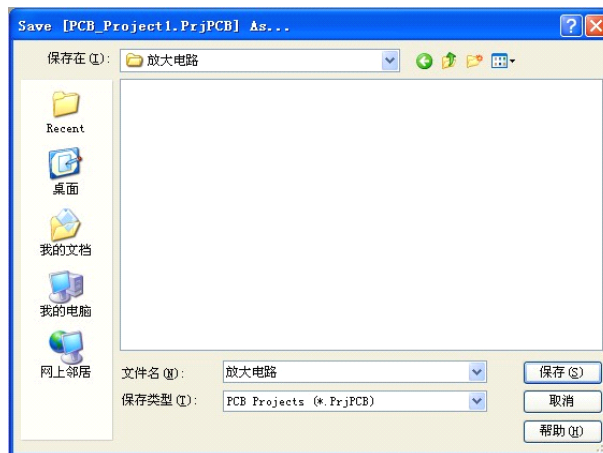 Save [PCB_Project1.PrjPCB] As...
保存在(I): 放大电路
Recent
桌面
我的文档
我的电脑
网上邻居
文件名(N): 放大电路 保存(S)
保存类型(T): PCB Projects (*.PrjPCB) 取消
帮助(H)